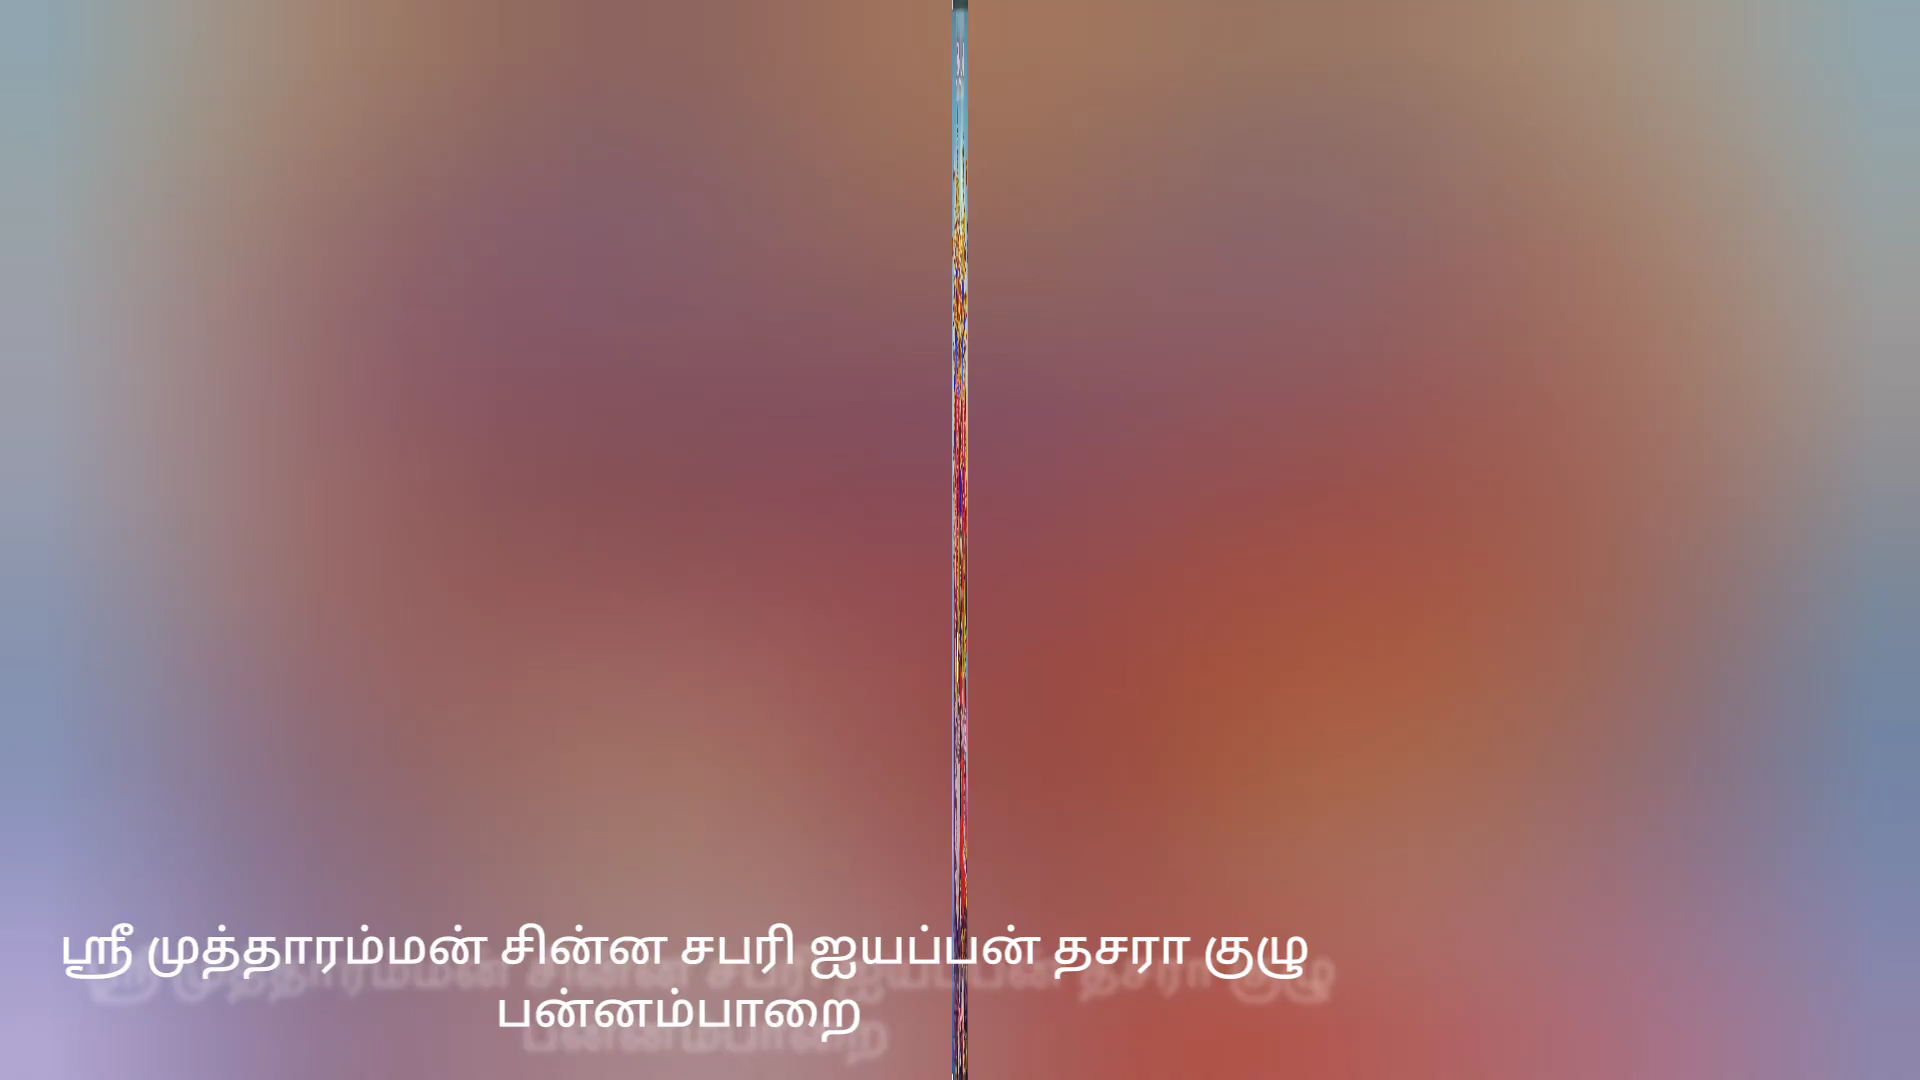 ஸ்ரீ முத்தாரம்மன் சின்ன சபரி ஐயப்பன் தசரா குழு
பன்னம்பாறை